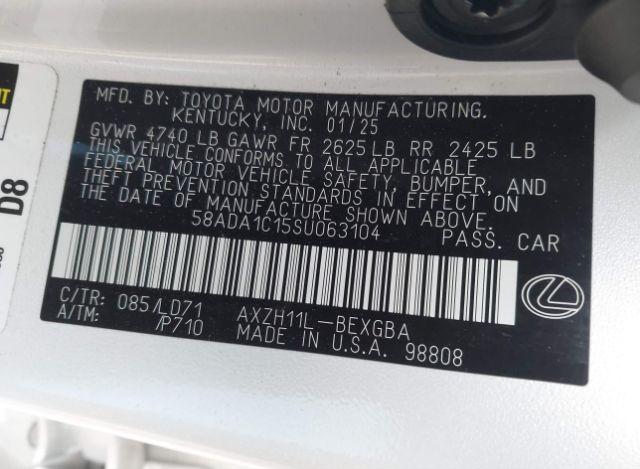 MFD. BY: TOYOTA MOTOR MANUFACTURING.
KENTUCKY, INC. 01/25
GVWR 4740 LB GAWR FR 2625 LB RR 2425 LB
THIS VEHICLE CONFORMS TO ALL APPLICABLE
FEDERAL MOTOR VEHICLE SAFETY, BUMPER, AND
THEFT PREVENTION STANDARDS IN EFFECT ON
DATE OF MANUFACTURE SHOWN ABOVE.
58ADA1C15SU063104 PASS. CAR
C/TR: 085/LD71 AXZH11L-BEXGBA
A/TM: /P710 MADE IN U.S.A. 98808
D8